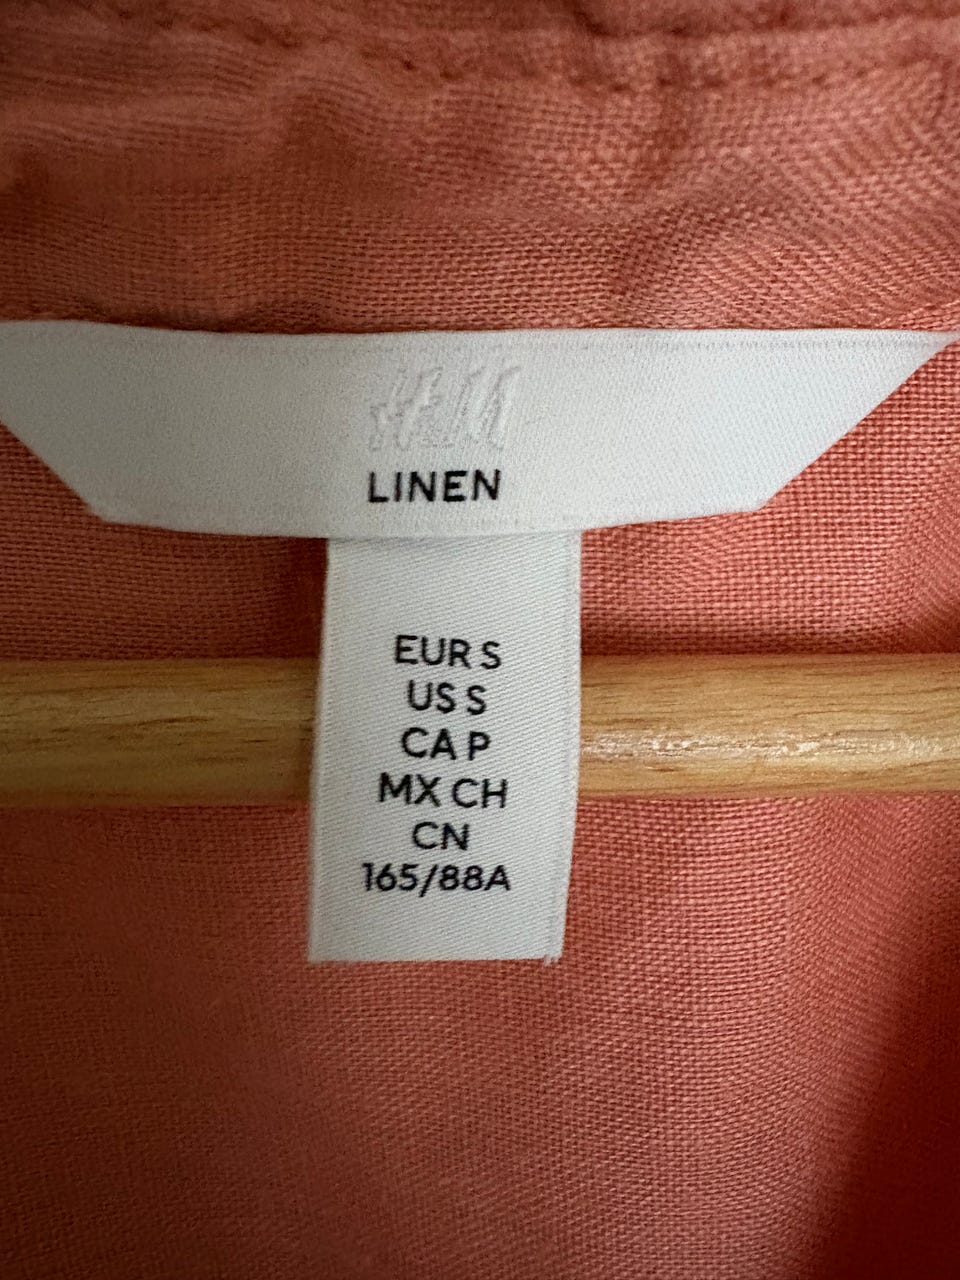 H&M
LINEN
EUR S
US S
CA P
MX CH
CN
165/88A